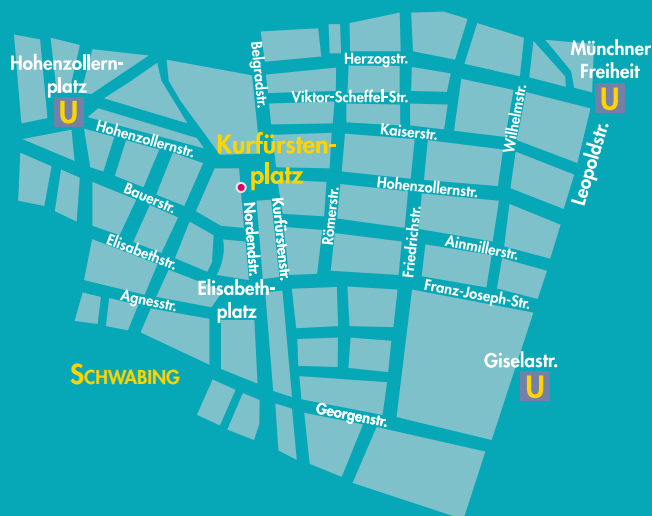 Hohenzollern-
platz
U
Belgradstr.
Herzogstr.
Münchner
Freiheit
U
Viktor-Scheffel-Str.
Wilhelmstr.
Hohenzollernstr.
Kurfürsten-
platz
Kaiserstr.
Leopoldstr.
Bauerstr.
Nordendstr.
Kurfürstenstr.
Römerstr.
Hohenzollernstr.
Friedrichstr.
Elisabethstr.
Ainmillerstr.
Agnesstr.
Elisabeth-
platz
Franz-Joseph-Str.
SCHWABING
Giselastr.
U
Georgenstr.